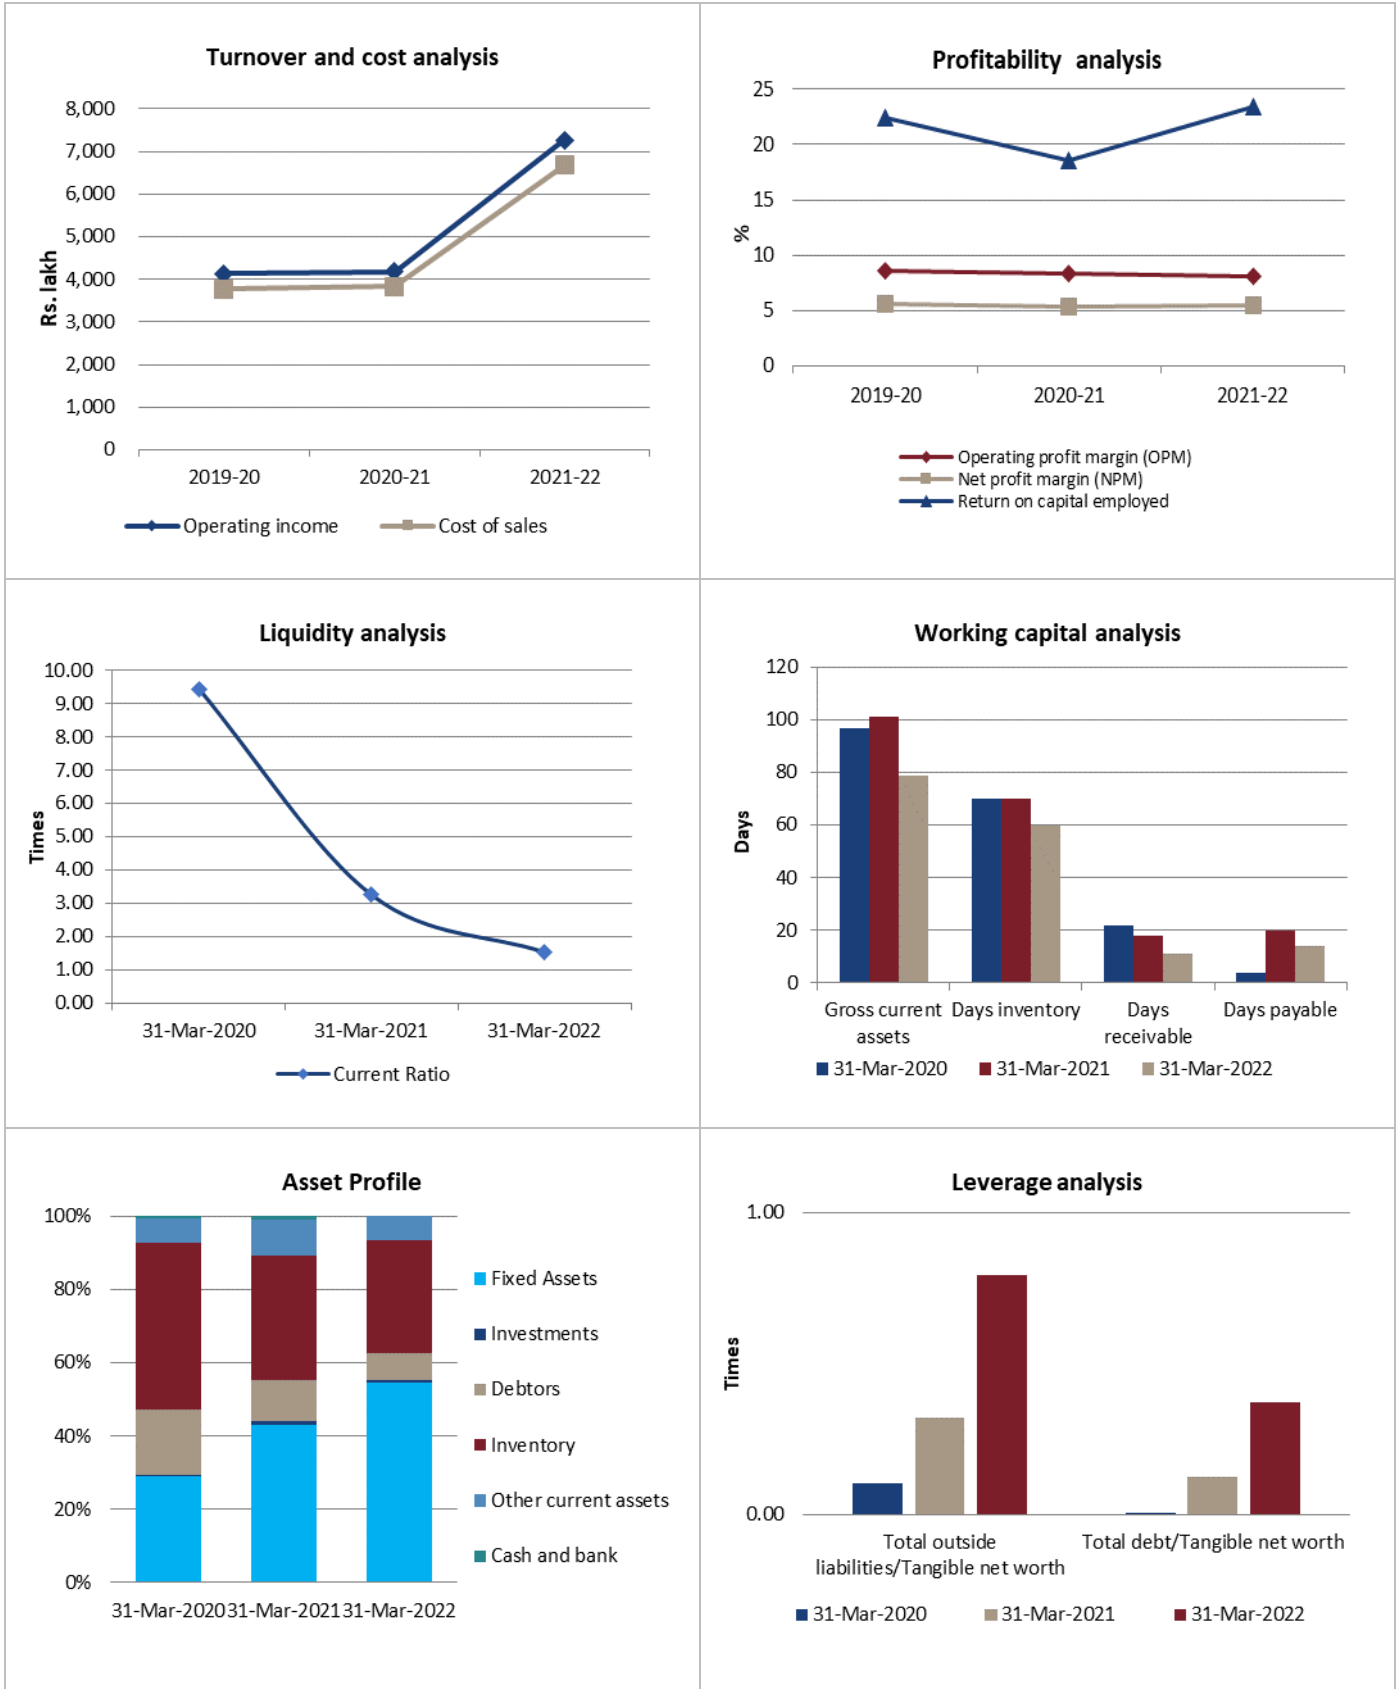 Turnover and cost analysis
8,000
7,000
6,000
5,000
4,000
3,000
2,000
1,000
0
Rs. lakh
2019-20 2020-21 2021-22
Operating income Cost of sales
Profitability analysis
25
20
15
10
5
0
%
2019-20 2020-21 2021-22
Operating profit margin (OPM)
Net profit margin (NPM)
Return on capital employed
Liquidity analysis
10.00
9.00
8.00
7.00
6.00
5.00
4.00
3.00
2.00
1.00
0.00
Times
31-Mar-2020 31-Mar-2021 31-Mar-2022
Current Ratio
Working capital analysis
120
100
80
60
40
20
0
Days
Gross current assets Days inventory Days receivable Days payable
31-Mar-2020 31-Mar-2021 31-Mar-2022
Asset Profile
100%
80%
60%
40%
20%
0%
31-Mar-2020 31-Mar-2021 31-Mar-2022
Fixed Assets
Investments
Debtors
Inventory
Other current assets
Cash and bank
Leverage analysis
1.00
0.00
Times
Total outside liabilities/Tangible net worth Total debt/Tangible net worth
31-Mar-2020 31-Mar-2021 31-Mar-2022